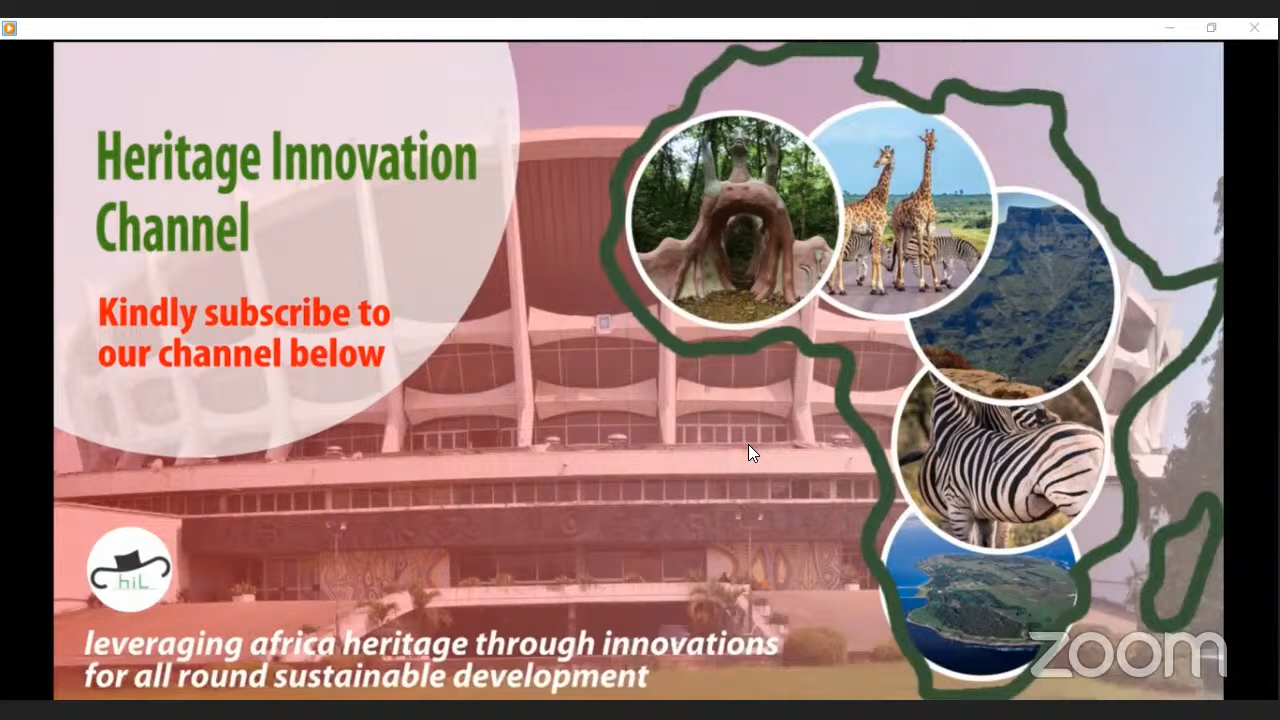 Heritage Innovation
Channel
Kindly subscribe to
our channel below
hiL
leveraging africa heritage through innovations
for all round sustainable development
zoom